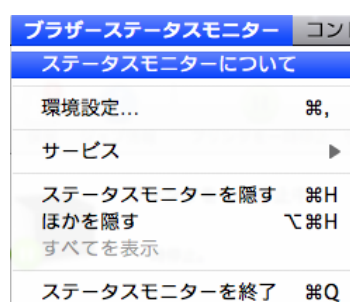 ブラザーステータスモニター コン
ステータスモニターについて
環境設定... ⌘,
サービス ▶
ステータスモニターを隠す ⌘H
ほかを隠す ⌥⌘H
すべてを表示
ステータスモニターを終了 ⌘Q